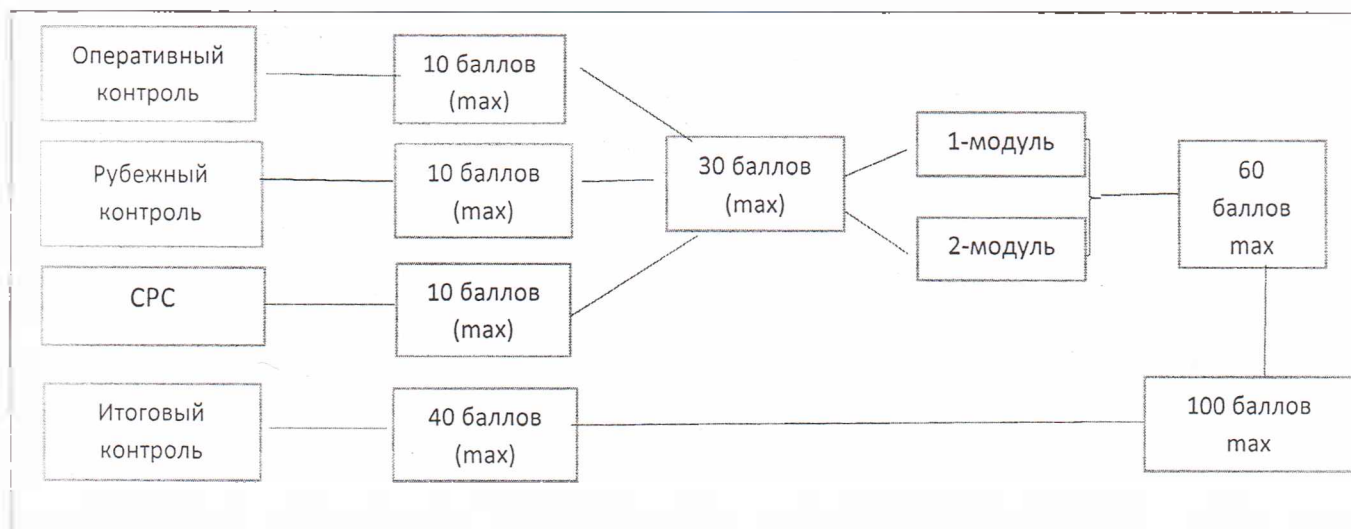 Оперативный
контроль
10 баллов
(max)
Рубежный
контроль
10 баллов
(max)
СРС
10 баллов
(max)
30 баллов
(max)
1-модуль
2-модуль
60
баллов
max
Итоговый
контроль
40 баллов
(max)
100 баллов
max